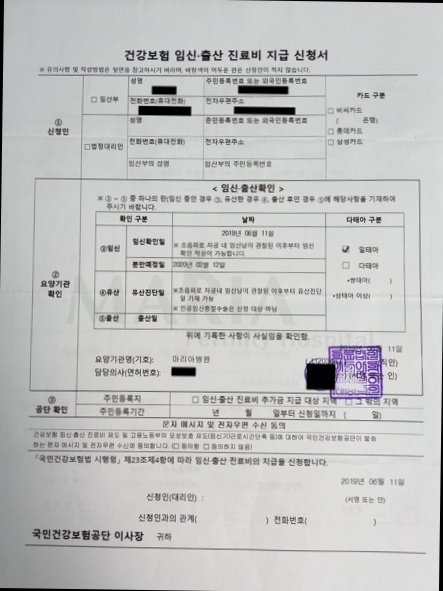 건강보험 임신·출산 진료비 지급 신청서
※ 유의사항 및 작성방법은 뒷면을 참고하시기 바라며, 바탕색이 어두운 란은 신청인이 적지 않습니다.
① 신청인
□ 임산부
성명
주민등록번호 또는 외국인등록번호
전화번호(휴대전화)
전자우편주소
□ 법정대리인
성명
주민등록번호 또는 외국인등록번호
전화번호(휴대전화)
전자우편주소
임산부의 성명
임산부의 주민등록번호
카드 구분
□ 비씨카드
( 은행)
□ 롯데카드
□ 삼성카드
② 요양기관 확인
< 임신·출산확인 >
※ ③ ~ ⑤ 중 하나의 란(임신 중인 경우 ③, 유산한 경우 ④, 출산 후인 경우 ⑤에 해당사항을 기재하여
주시기 바랍니다.
확인 구분
날짜
다태아 구분
③임신
임신확인일
2019년 06월 11일
※ 초음파로 자궁 내 임신낭이 관찰된 이후부터 임신
확인 작성이 가능합니다.
분만예정일
2020년 02월 12일
☑ 일태아
□ 다태아
④유산
유산진단일
※초음파로 자궁내 임신낭이 관찰된 이후부터 유산진단
일 기재 가능
※ 인공임신중절수술은 신청 대상 아님
⑤출산
출산일
위에 기록한 사항이 사실임을 확인함.
11일
요양기관명(기호): 마리아병원
담당의사(면허번호):
(서명 또는 인)
③ 공단 확인
주민등록지
□ 임신·출산 진료비 추가금 지급 대상 지역
□ 그 밖의 지역
주민등록기간
년 월 일부터 신청일까지 ( 일)
문자 메시지 및 전자우편 수신 동의
건강보험 임신·출산 진료비 제도 및 고용노동부의 모성보호 제도(임신기/근로시간단축 등)에 대하여 국민건강보험공단이 발송
하는 문자 메시지 및 전자우편 수신에 동의합니다. (□ 동의함 □ 동의하지 않음)
「국민건강보험법 시행령」제23조제4항에 따라 임신·출산 진료비의 지급을 신청합니다.
2019년 06월 11일
신청인(대리인) : (서명 또는 인)
신청인과의 관계( ) 전화번호( )
국민건강보험공단 이사장 귀하